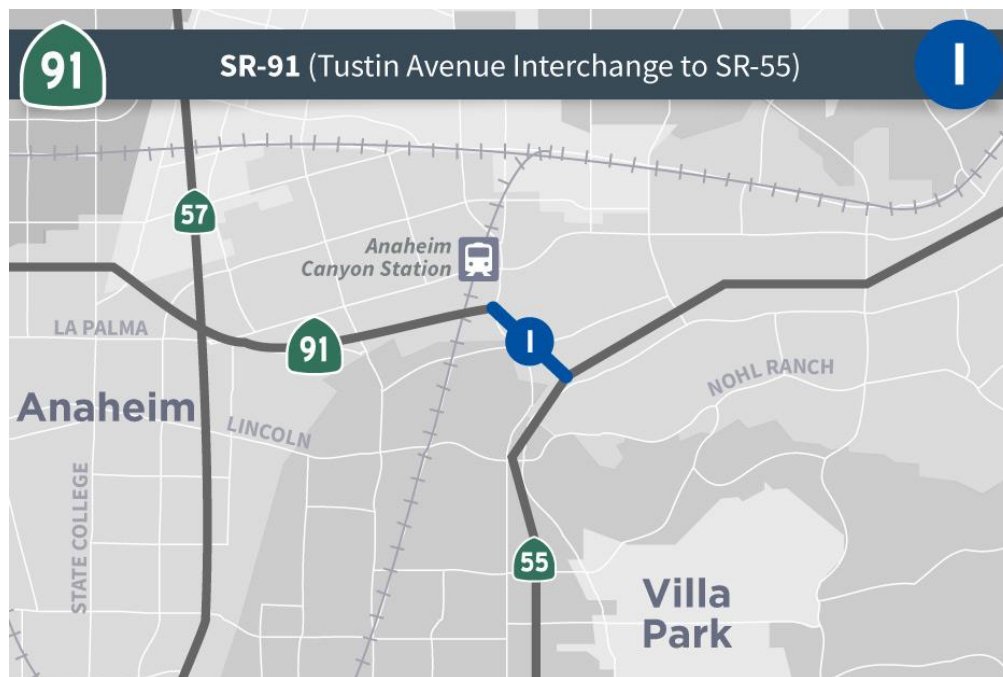 91
SR-91 (Tustin Avenue Interchange to SR-55)
I
57
Anaheim
Canyon Station
LA PALMA
91
I
NOHL RANCH
Anaheim
LINCOLN
STATE COLLEGE
55
Villa
Park